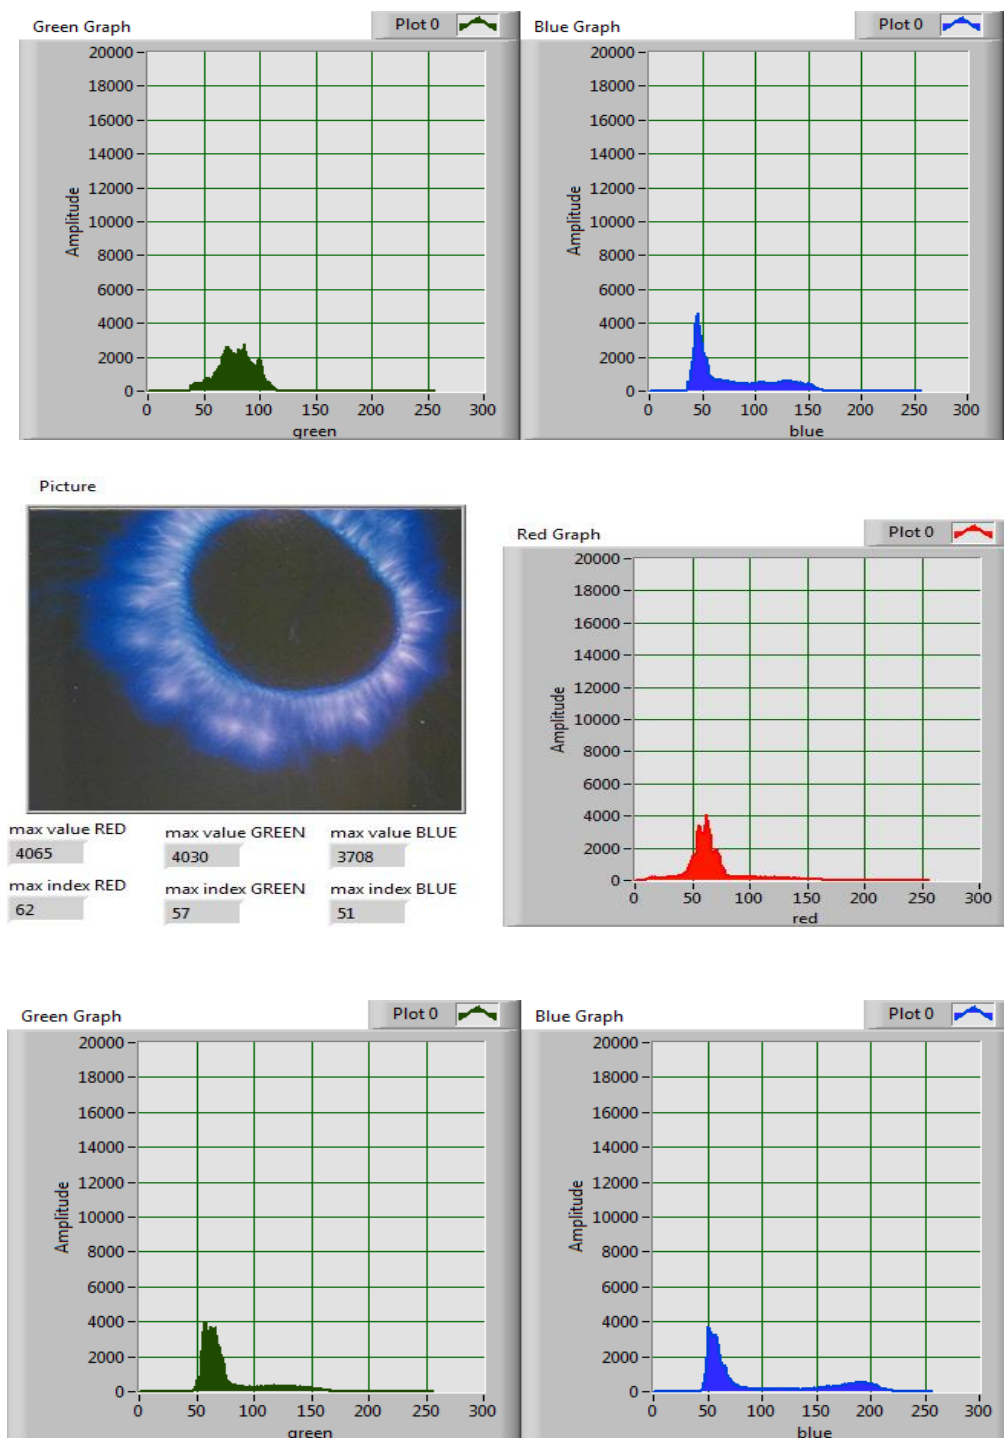 Green Graph
Plot 0
20000
18000
16000
14000
12000
10000
8000
6000
4000
2000
0
Amplitude
0 50 100 150 200 250 300
green
Blue Graph
Plot 0
20000
18000
16000
14000
12000
10000
8000
6000
4000
2000
0
Amplitude
0 50 100 150 200 250 300
blue
Picture
max value RED
4065
max value GREEN
4030
max value BLUE
3708
max index RED
62
max index GREEN
57
max index BLUE
51
Red Graph
Plot 0
20000
18000
16000
14000
12000
10000
8000
6000
4000
2000
0
Amplitude
0 50 100 150 200 250 300
red
Green Graph
Plot 0
20000
18000
16000
14000
12000
10000
8000
6000
4000
2000
0
Amplitude
0 50 100 150 200 250 300
green
Blue Graph
Plot 0
20000
18000
16000
14000
12000
10000
8000
6000
4000
2000
0
Amplitude
0 50 100 150 200 250 300
blue